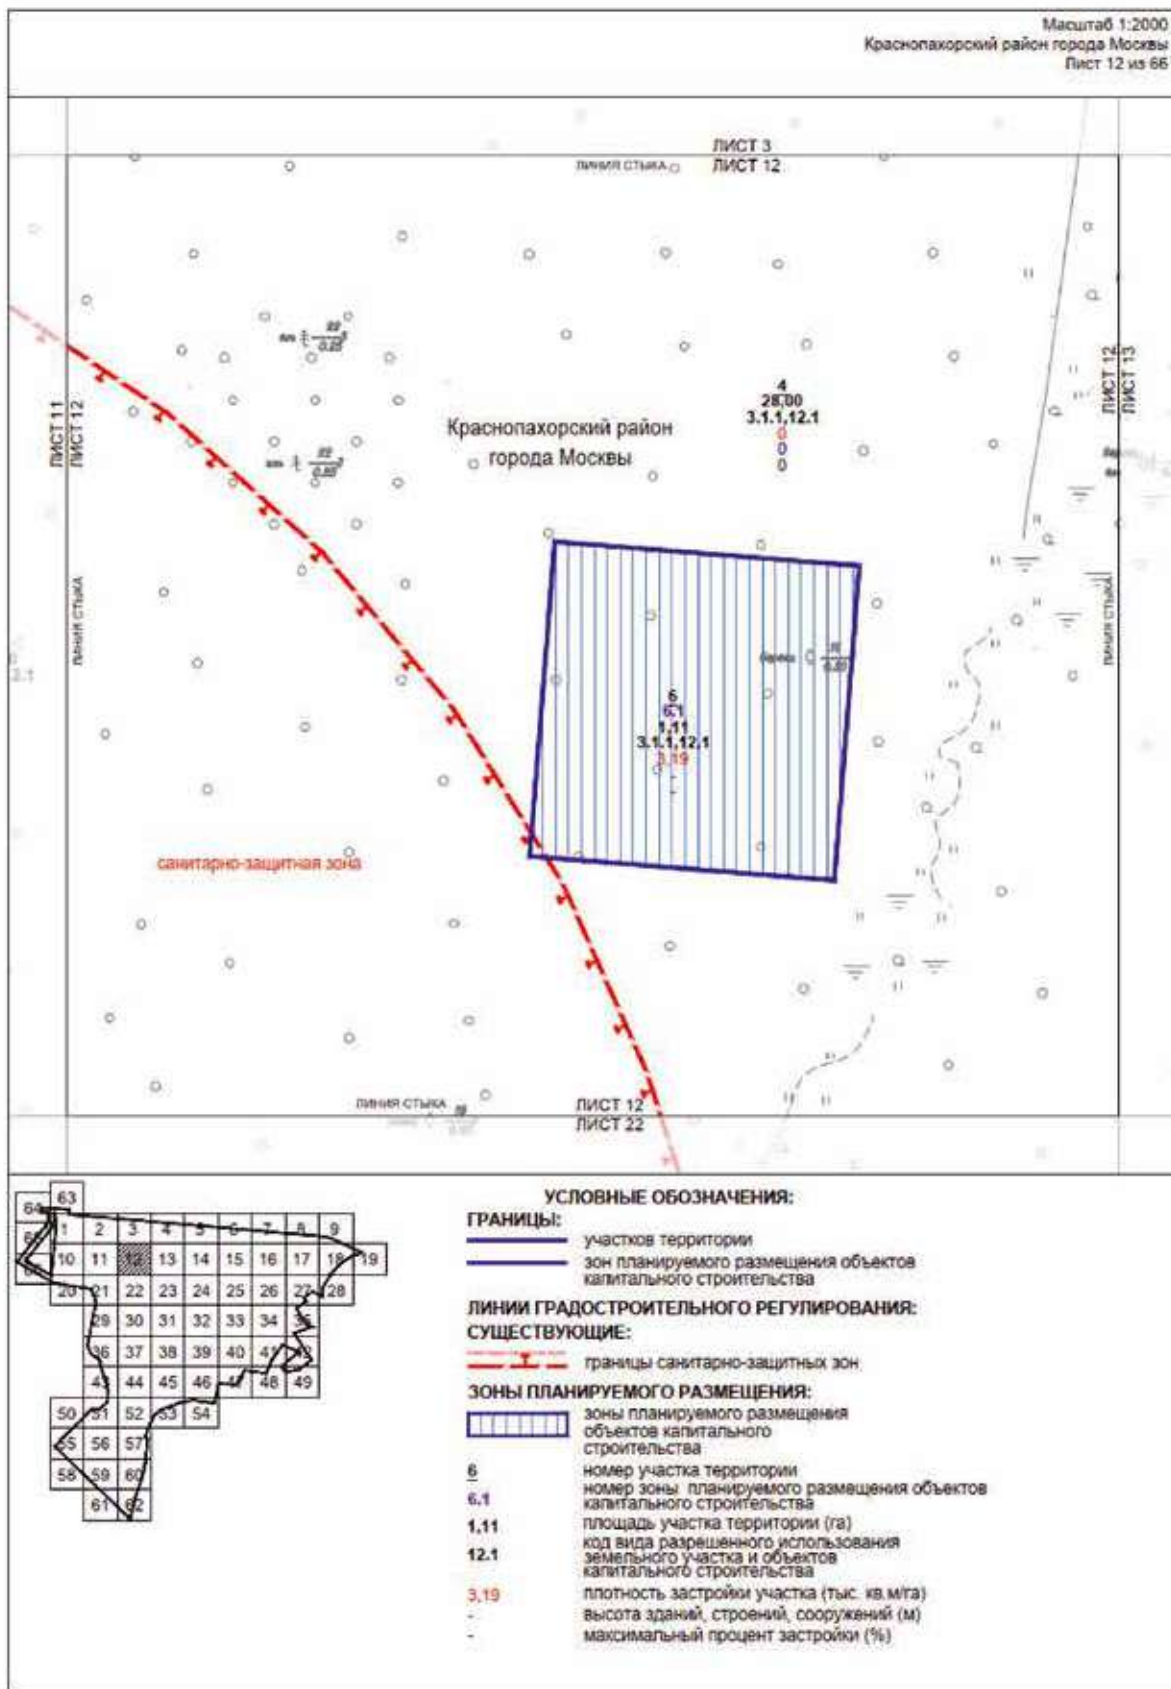 Масштаб 1:2000
Краснопахорский район города Москвы
Лист 12 из 66
ЛИСТ 3
ЛИНИЯ СТЫКА
ЛИСТ 12
ЛИСТ 11
ЛИСТ 12
ЛИСТ 12
ЛИСТ 13
22
22
4
28,00
3.1.1,12.1
0
0
0
Краснопахорский район
города Москвы
ЛИНИЯ СТЫКА
ЛИНИЯ СТЫКА
6
6.1
1,11
3.1.1,12.1
3,19
-
-
санитарно-защитная зона
ЛИНИЯ СТЫКА
ЛИСТ 12
ЛИСТ 22
63
64
1 2 3 4 5 6 7 8 9
10 11 12 13 14 15 16 17 18 19
20 21 22 23 24 25 26 27 28
29 30 31 32 33 34 35
36 37 38 39 40 41 42
43 44 45 46 47 48 49
50 51 52 53 54
55 56 57
58 59 60
61 62
УСЛОВНЫЕ ОБОЗНАЧЕНИЯ:
ГРАНИЦЫ:
участков территории
зон планируемого размещения объектов
капитального строительства
ЛИНИИ ГРАДОСТРОИТЕЛЬНОГО РЕГУЛИРОВАНИЯ:
СУЩЕСТВУЮЩИЕ:
границы санитарно-защитных зон
ЗОНЫ ПЛАНИРУЕМОГО РАЗМЕЩЕНИЯ:
зоны планируемого размещения
объектов капитального
строительства
6 номер участка территории
6.1 номер зоны планируемого размещения объектов
капитального строительства
1,11 площадь участка территории (га)
12.1 код вида разрешенного использования
земельного участка и объектов
капитального строительства
3,19 плотность застройки участка (тыс. кв.м/га)
- высота зданий, строений, сооружений (м)
- максимальный процент застройки (%)